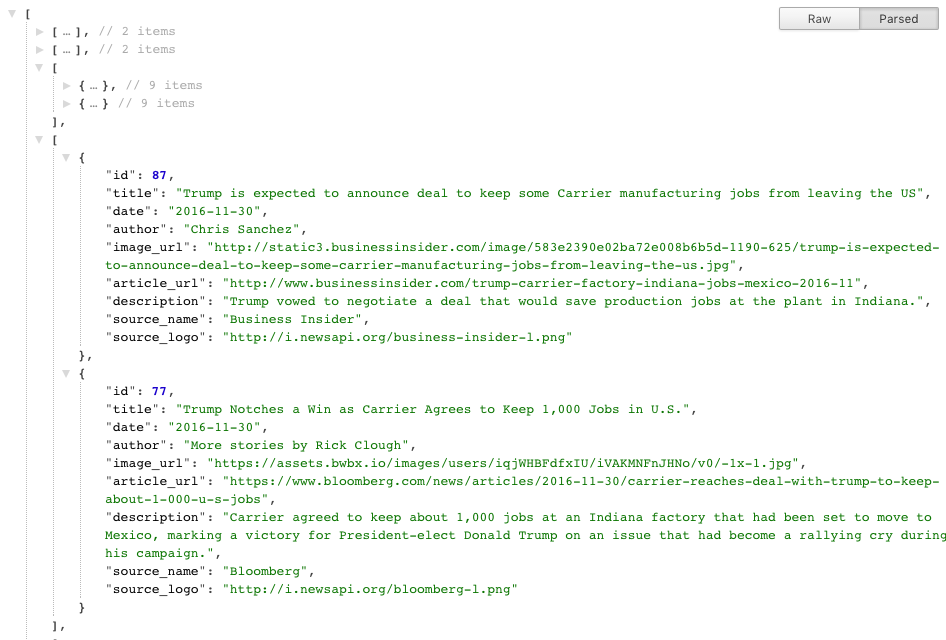 [
Raw Parsed
[ … ], // 2 items
[ … ], // 2 items
[
{ … }, // 9 items
{ … } // 9 items
],
[
{
"id": 87,
"title": "Trump is expected to announce deal to keep some Carrier manufacturing jobs from leaving the US",
"date": "2016-11-30",
"author": "Chris Sanchez",
"image_url": "http://static3.businessinsider.com/image/583e2390e02ba72e008b6b5d-1190-625/trump-is-expected-
to-announce-deal-to-keep-some-carrier-manufacturing-jobs-from-leaving-the-us.jpg",
"article_url": "http://www.businessinsider.com/trump-carrier-factory-indiana-jobs-mexico-2016-11",
"description": "Trump vowed to negotiate a deal that would save production jobs at the plant in Indiana.",
"source_name": "Business Insider",
"source_logo": "http://i.newsapi.org/business-insider-l.png"
},
{
"id": 77,
"title": "Trump Notches a Win as Carrier Agrees to Keep 1,000 Jobs in U.S.",
"date": "2016-11-30",
"author": "More stories by Rick Clough",
"image_url": "https://assets.bwbx.io/images/users/iqjWHBFdfxIU/iVAKMNFnJHNo/v0/-1x-1.jpg",
"article_url": "https://www.bloomberg.com/news/articles/2016-11-30/carrier-reaches-deal-with-trump-to-keep-
about-1-000-u-s-jobs",
"description": "Carrier agreed to keep about 1,000 jobs at an Indiana factory that had been set to move to
Mexico, marking a victory for President-elect Donald Trump on an issue that had become a rallying cry during
his campaign.",
"source_name": "Bloomberg",
"source_logo": "http://i.newsapi.org/bloomberg-l.png"
}
],